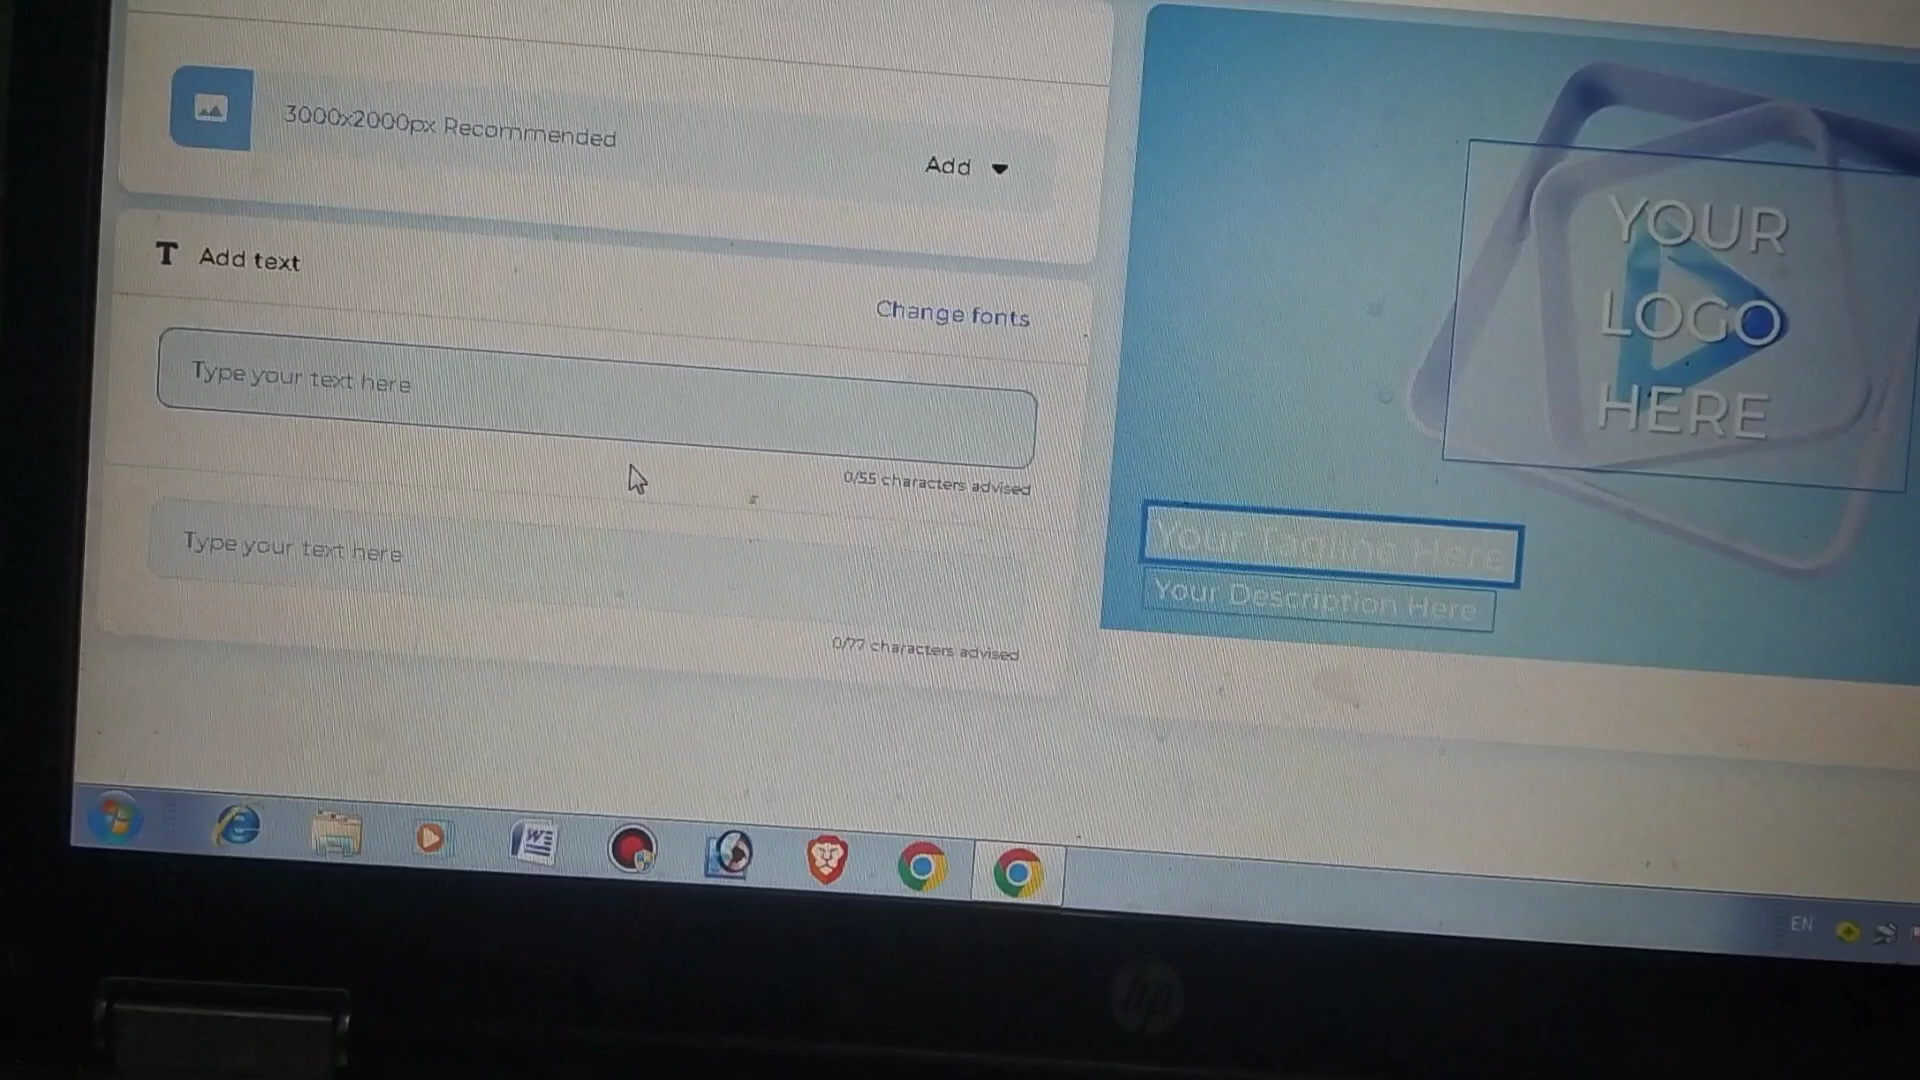 3000x2000px Recommended
Add
T Add text
Change fonts
Type your text here
0/55 characters advised
Type your text here
0/77 characters advised
YOUR
LOGO
HERE
Your Tagline Here
Your Description Here
W
EN
hp